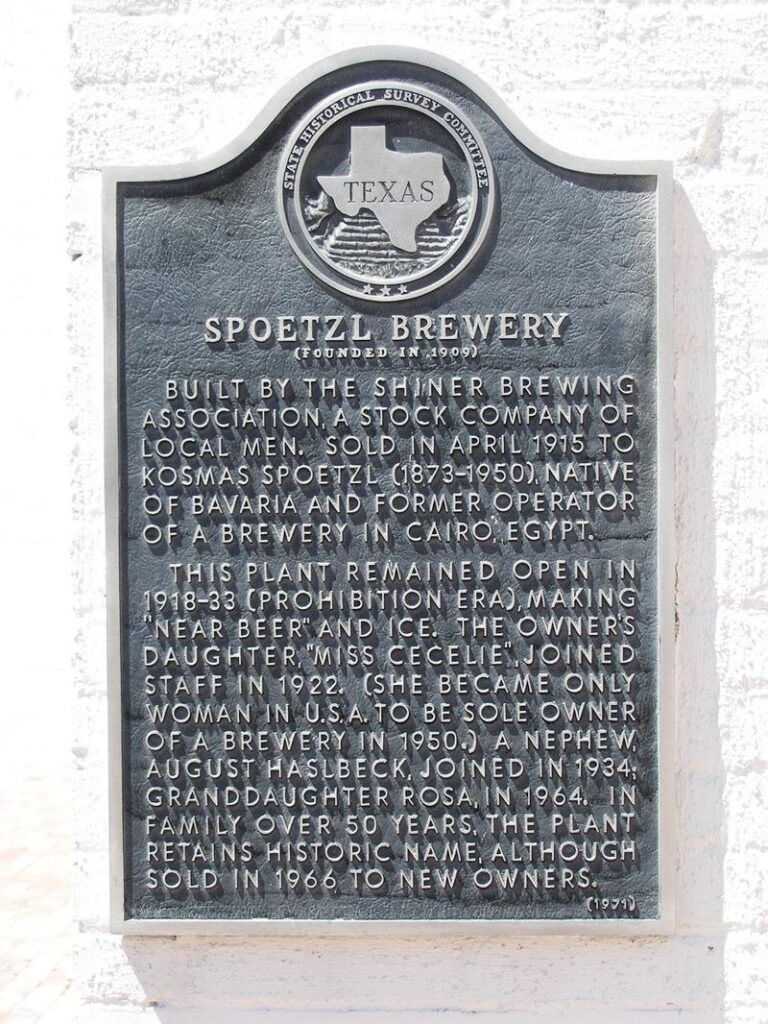 STATE HISTORICAL SURVEY COMMITTEE
TEXAS
SPOETZL BREWERY
(FOUNDED IN 1909)
BUILT BY THE SHINER BREWING
ASSOCIATION, A STOCK COMPANY OF
LOCAL MEN. SOLD IN APRIL 1915 TO
KOSMAS SPOETZL (1873-1950), NATIVE
OF BAVARIA AND FORMER OPERATOR
OF A BREWERY IN CAIRO, EGYPT.
THIS PLANT REMAINED OPEN IN
1918-33 (PROHIBITION ERA), MAKING
"NEAR BEER" AND ICE. THE OWNER'S
DAUGHTER, "MISS CECELIE", JOINED
STAFF IN 1922. (SHE BECAME ONLY
WOMAN IN U.S.A. TO BE SOLE OWNER
OF A BREWERY IN 1950.) A NEPHEW,
AUGUST HASLBECK, JOINED IN 1934;
GRANDDAUGHTER ROSA, IN 1964. IN
FAMILY OVER 50 YEARS, THE PLANT
RETAINS HISTORIC NAME, ALTHOUGH
SOLD IN 1966 TO NEW OWNERS.
(1971)